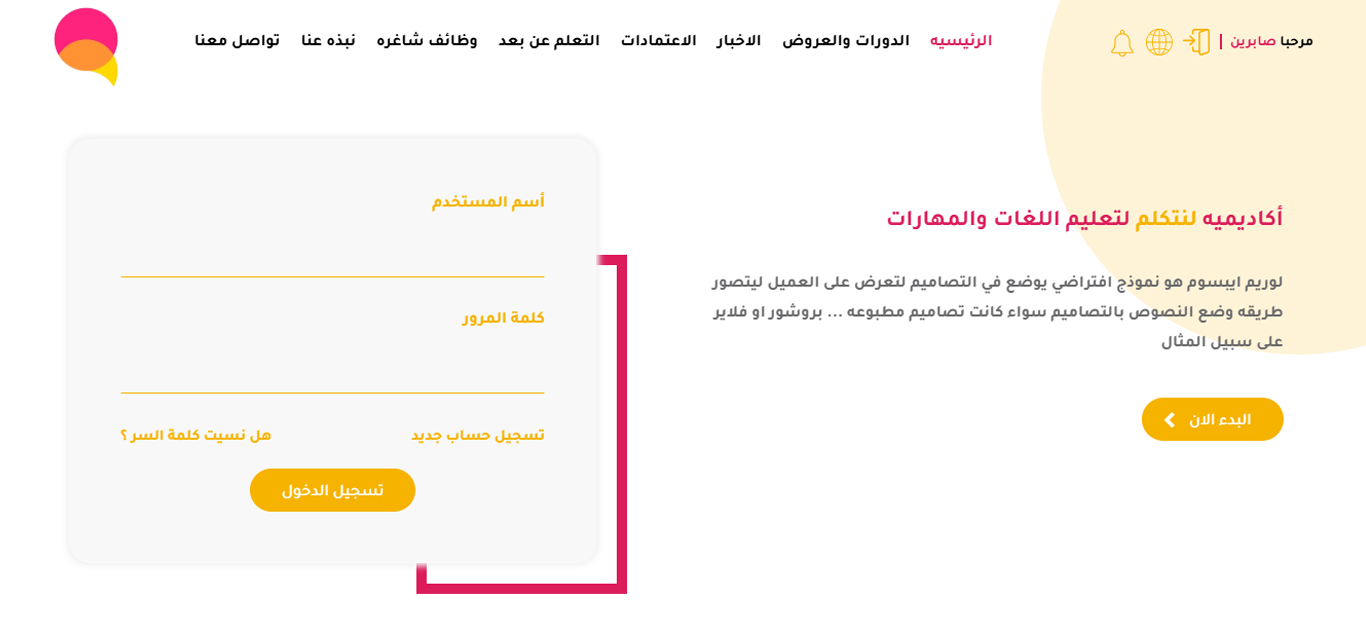 مرحبا صابرين
الرئيسيه
الدورات والعروض
الاخبار
الاعتمادات
التعلم عن بعد
وظائف شاغره
نبذه عنا
تواصل معنا
أكاديميه لنتكلم لتعليم اللغات والمهارات
لوريم ايبسوم هو نموذج افتراضي يوضع في التصاميم لتعرض على العميل ليتصور
طريقه وضع النصوص بالتصاميم سواء كانت تصاميم مطبوعه ... بروشور او فلاير
على سبيل المثال
البدء الان
أسم المستخدم
كلمة المرور
تسجيل حساب جديد
هل نسيت كلمة السر ؟
تسجيل الدخول